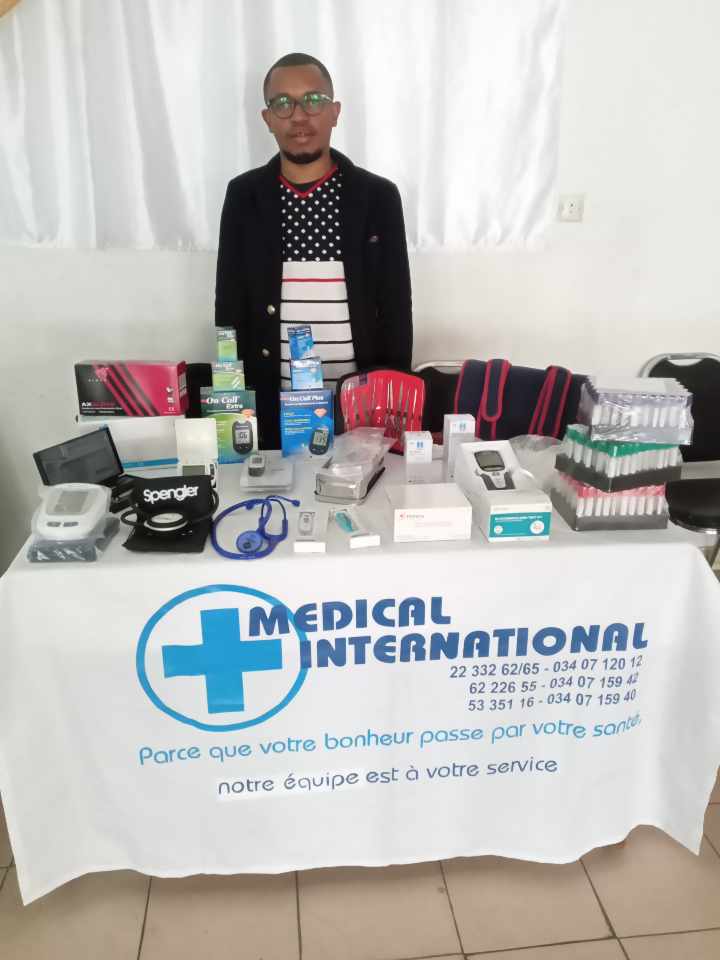 On Call
Extra
On Call Plus
Spengler
MEDICAL
INTERNATIONAL
22 332 62/65 - 034 07 120 12
62 226 55 - 034 07 159 42
53 351 16 - 034 07 159 40
Parce que votre bonheur passe par votre santé,
notre équipe est à votre service